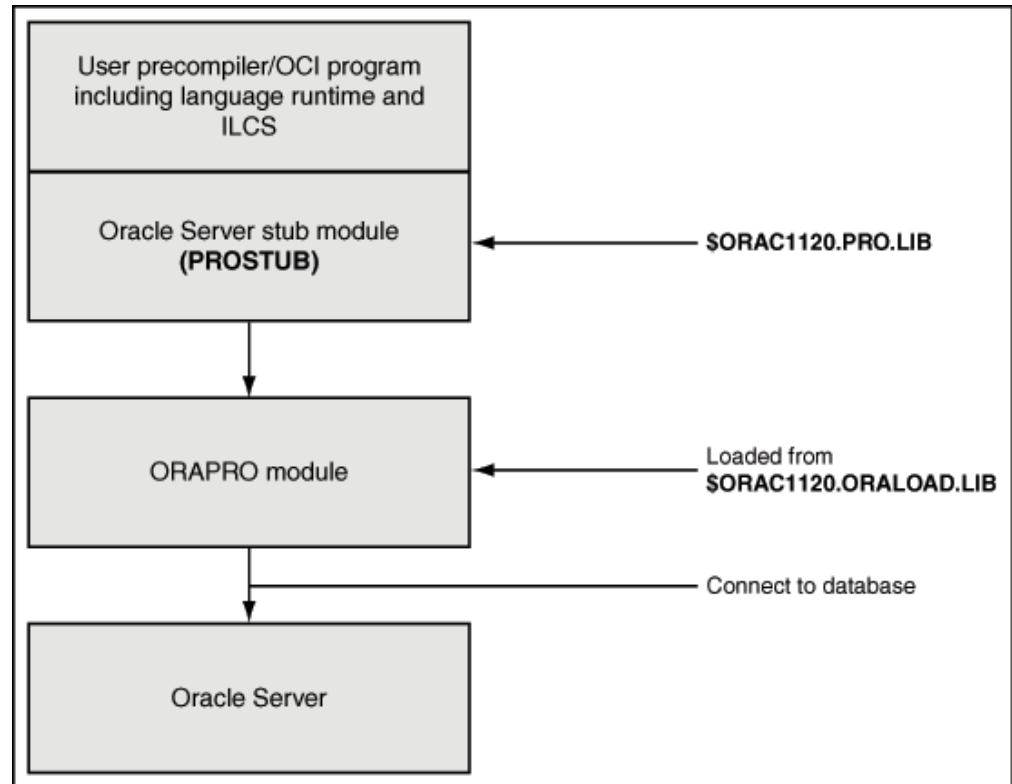 User precompiler/OCI program
including language runtime and
ILCS
Oracle Server stub module
(PROSTUB)
$ORAC1120.PRO.LIB
ORAPRO module
Loaded from
$ORAC1120.ORALOAD.LIB
Connect to database
Oracle Server